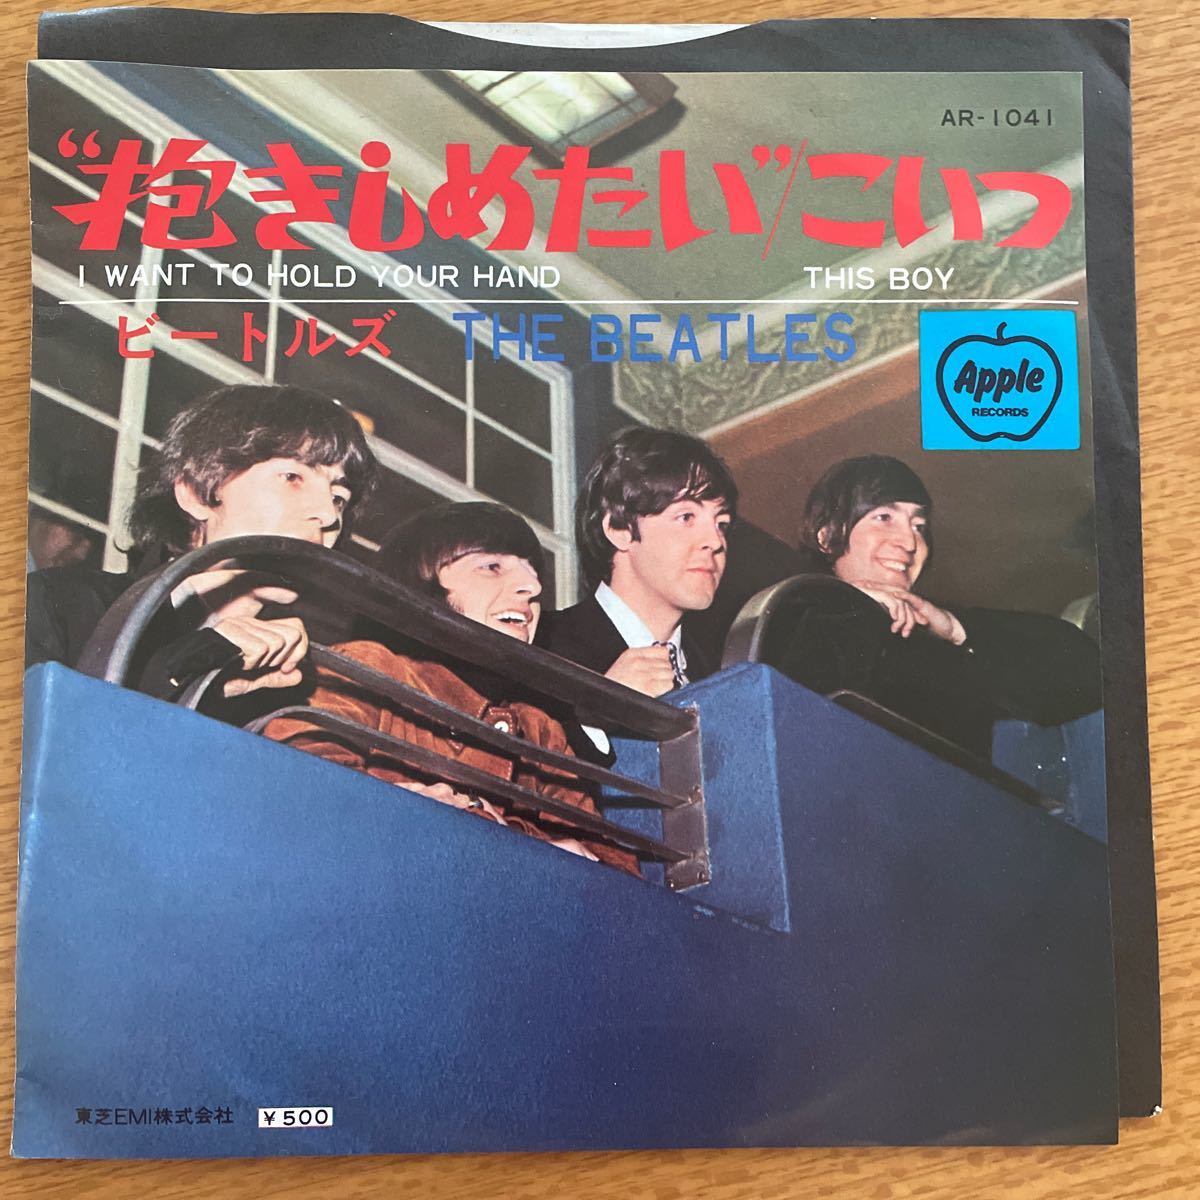 AR-1041
“抱きしめたい”/こいつ
I WANT TO HOLD YOUR HAND THIS BOY
ビートルズ THE BEATLES
Apple
RECORDS
東芝EMI株式会社 ¥500